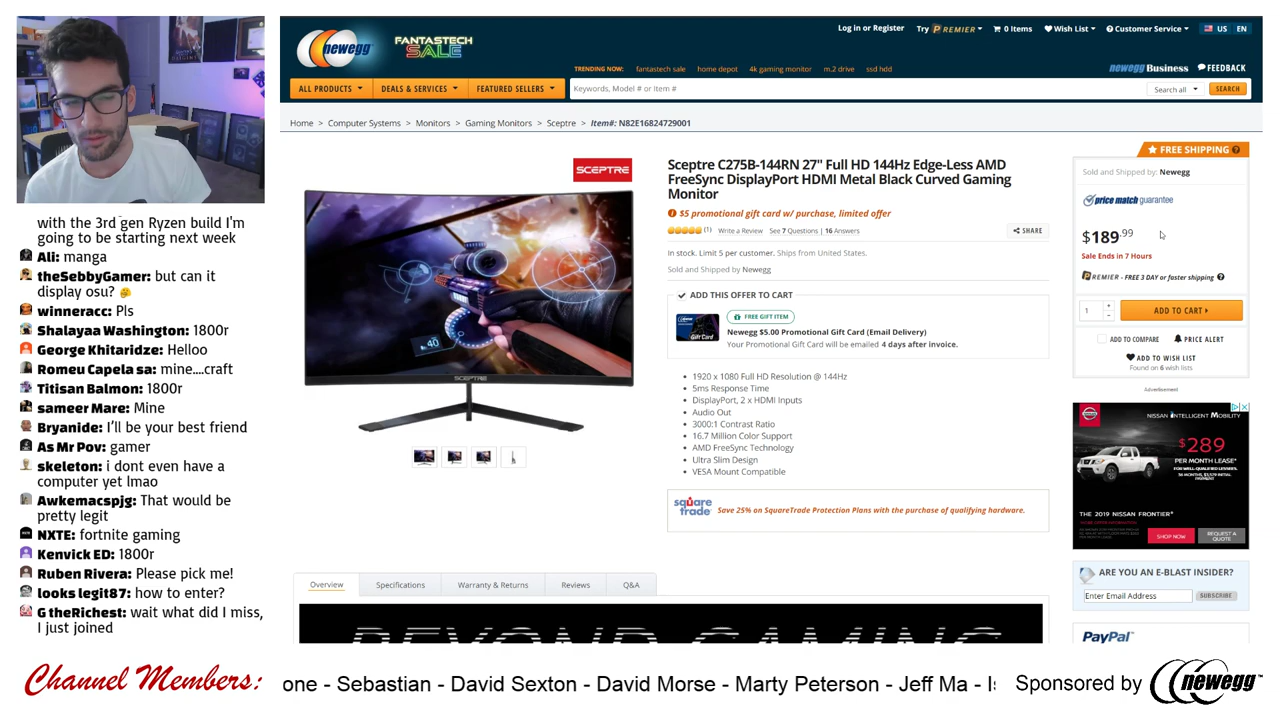 with the 3rd gen Ryzen build I'm
going to be starting next week
Ali: manga
theSebbyGamer: but can it
display osu? 🤔
winneracc: Pls
Shalayaa Washington: 1800r
George Khitaridze: Helloo
Romeu Capela sa: mine....craft
Titisan Balmon: 1800r
sameer Mare: Mine
Bryanide: I'll be your best friend
As Mr Pov: gamer
skeleton: i dont even have a
computer yet lmao
Awkemacspjg: That would be
pretty legit
NXTE: fortnite gaming
Kenvick ED: 1800r
Ruben Rivera: Please pick me!
looks legit87: how to enter?
G theRichest: wait what did I miss,
I just joined
newegg
FANTASTECH
SALE
Log in or Register
Try PREMIER
0 Items
Wish List
Customer Service
US EN
TRENDING NOW: fantastech sale home depot 4k gaming monitor m.2 drive ssd hdd
newegg Business
FEEDBACK
ALL PRODUCTS
DEALS & SERVICES
FEATURED SELLERS
Keywords, Model # or Item #
Search all
SEARCH
Home > Computer Systems > Monitors > Gaming Monitors > Sceptre > Item#: N82E16824729001
SCEPTRE
SCEPTRE
40
Sceptre C275B-144RN 27" Full HD 144Hz Edge-Less AMD
FreeSync DisplayPort HDMI Metal Black Curved Gaming
Monitor
$5 promotional gift card w/ purchase, limited offer
(1) Write a Review See 7 Questions | 16 Answers
SHARE
In stock. Limit 5 per customer. Ships from United States.
Sold and Shipped by Newegg
ADD THIS OFFER TO CART
FREE GIFT ITEM
Gift Card
Newegg $5.00 Promotional Gift Card (Email Delivery)
Your Promotional Gift Card will be emailed 4 days after invoice.
1920 x 1080 Full HD Resolution @ 144Hz
5ms Response Time
DisplayPort, 2 x HDMI Inputs
Audio Out
3000:1 Contrast Ratio
16.7 Million Color Support
AMD FreeSync Technology
Ultra Slim Design
VESA Mount Compatible
square trade
Save 25% on SquareTrade Protection Plans with the purchase of qualifying hardware.
Overview
Specifications
Warranty & Returns
Reviews
Q&A
BEYOND GAMING
FREE SHIPPING
Sold and Shipped by: Newegg
price match guarantee
$189.99
Sale Ends in 7 Hours
PREMIER - FREE 3 DAY or faster shipping
1
ADD TO CART
ADD TO COMPARE
PRICE ALERT
ADD TO WISH LIST
Found on 6 wish lists
Advertisement
NISSAN INTELLIGENT MOBILITY
$289
PER MONTH LEASE*
FOR WELL-QUALIFIED LESSEES.
THE 2019 NISSAN FRONTIER®
SHOP NOW
REQUEST A
QUOTE
ARE YOU AN E-BLAST INSIDER?
Enter Email Address
SUBSCRIBE
PayPal
Channel Members:
one - Sebastian - David Sexton - David Morse - Marty Peterson - Jeff Ma -
Sponsored by newegg